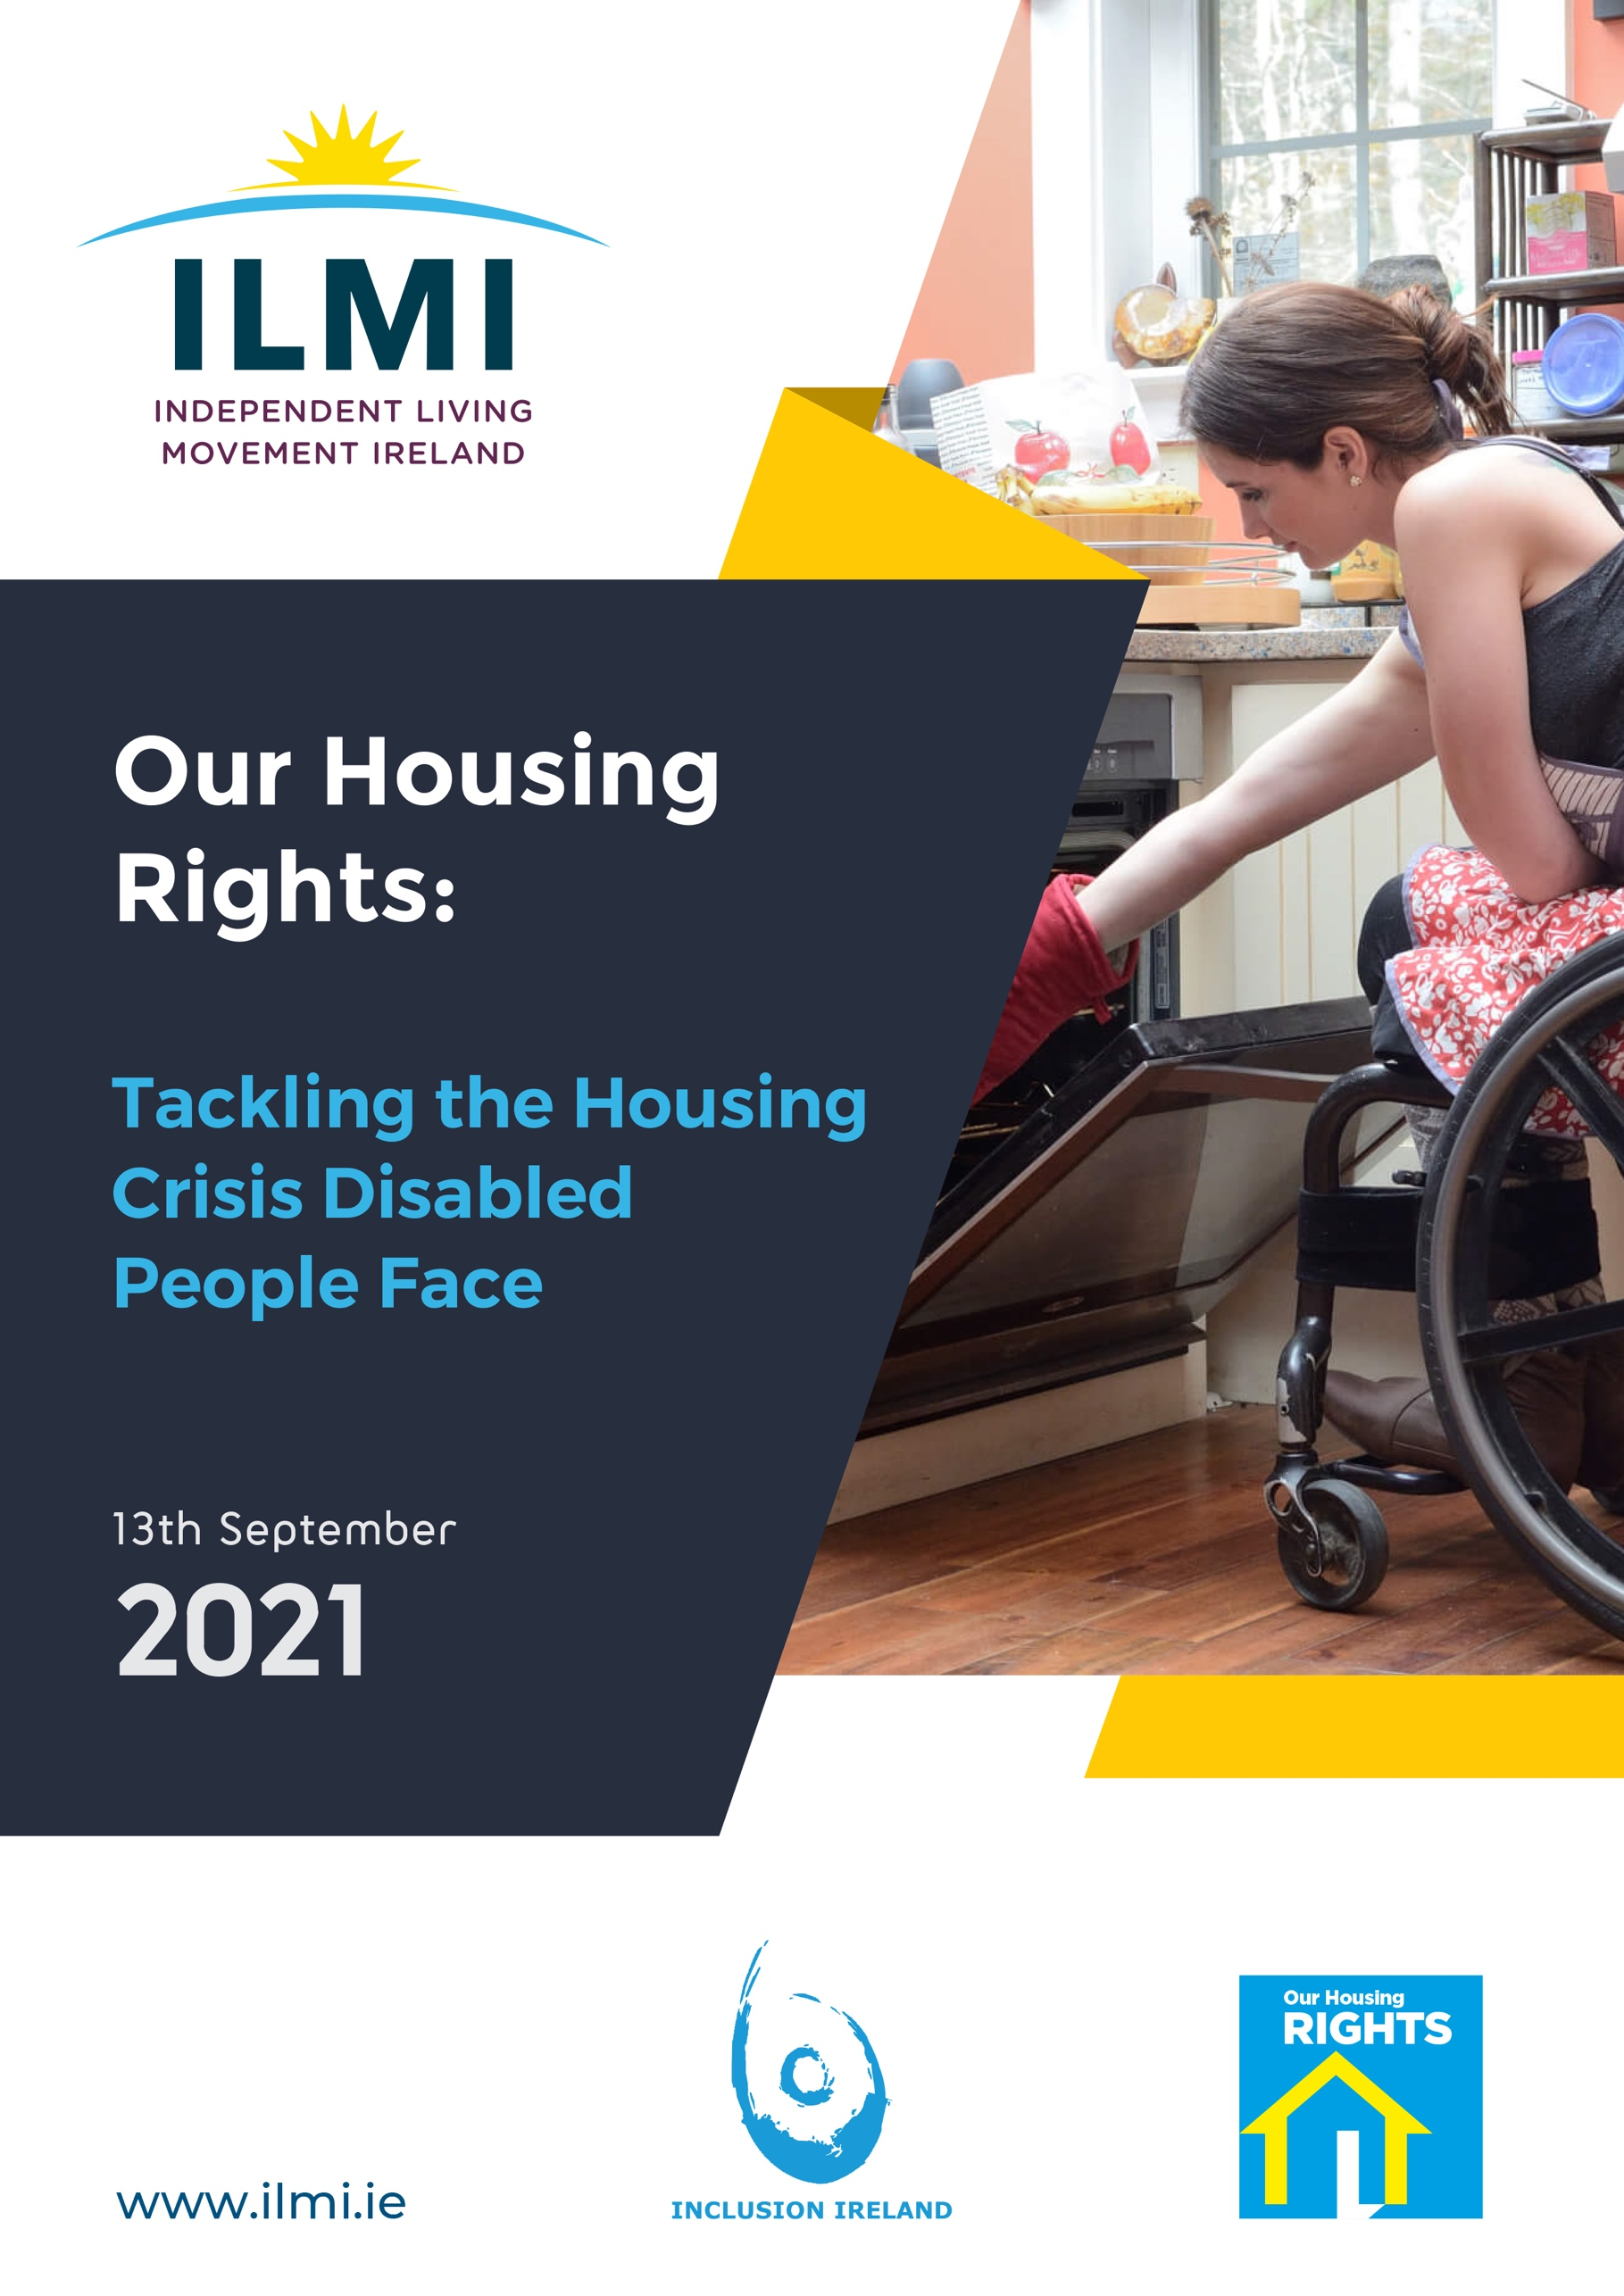 ILMI
INDEPENDENT LIVING
MOVEMENT IRELAND
Our Housing
Rights:
Tackling the Housing
Crisis Disabled
People Face
13th September
2021
www.ilmi.ie
INCLUSION IRELAND
Our Housing
RIGHTS